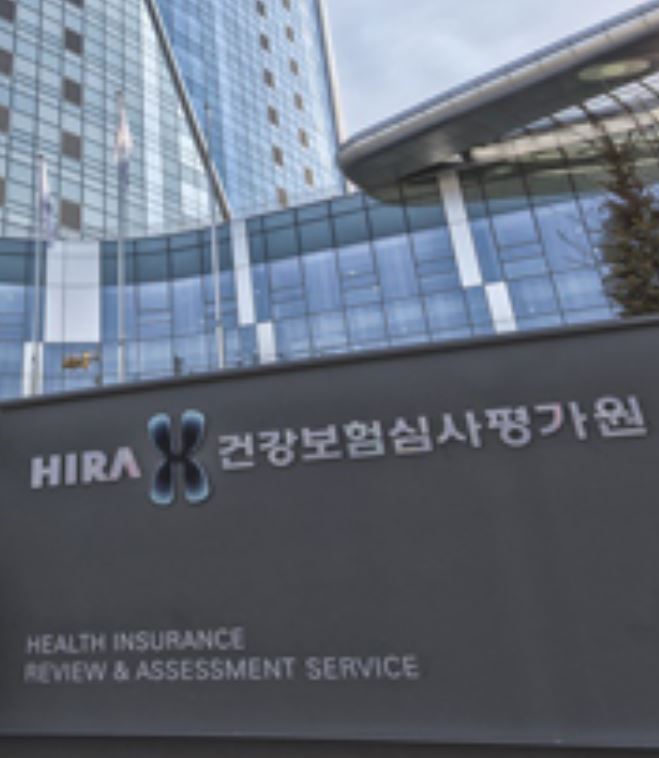 HIRA 건강보험심사평가원
HEALTH INSURANCE
REVIEW & ASSESSMENT SERVICE